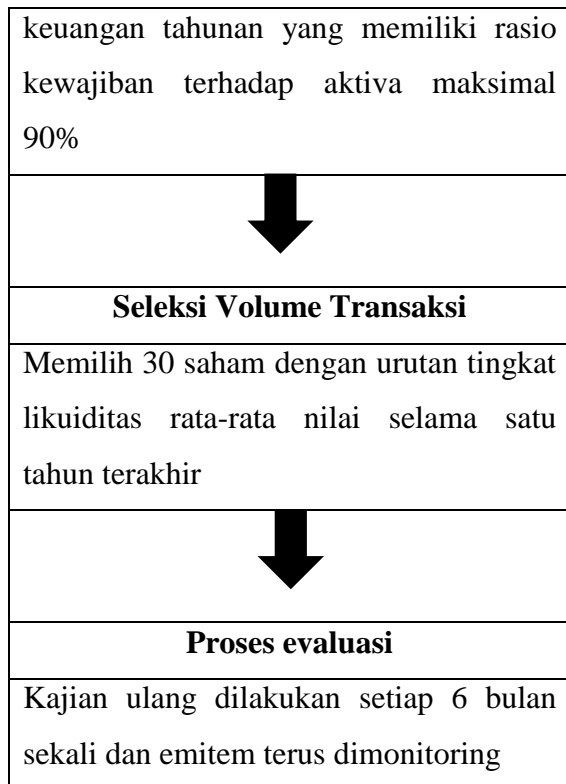 keuangan tahunan yang memiliki rasio
kewajiban terhadap aktiva maksimal
90%
Seleksi Volume Transaksi
Memilih 30 saham dengan urutan tingkat
likuiditas rata-rata nilai selama satu
tahun terakhir
Proses evaluasi
Kajian ulang dilakukan setiap 6 bulan
sekali dan emitem terus dimonitoring